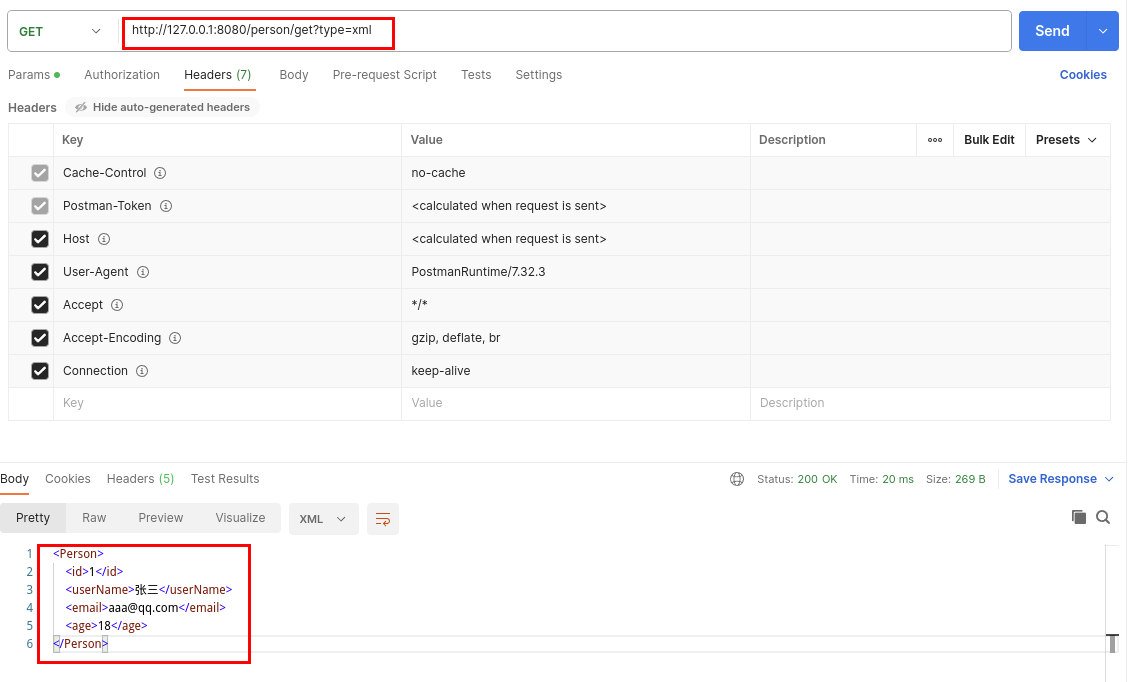 GET http://127.0.0.1:8080/person/get?type=xml Send
Params Authorization Headers (7) Body Pre-request Script Tests Settings Cookies
Headers Hide auto-generated headers
Key Value Description ooo Bulk Edit Presets
Cache-Control no-cache
Postman-Token <calculated when request is sent>
Host <calculated when request is sent>
User-Agent PostmanRuntime/7.32.3
Accept */*
Accept-Encoding gzip, deflate, br
Connection keep-alive
Key Value Description
Body Cookies Headers (5) Test Results Status: 200 OK Time: 20 ms Size: 269 B Save Response
Pretty Raw Preview Visualize XML
1 <Person>
2 <id>1</id>
3 <userName>张三</userName>
4 <email>aaa@qq.com</email>
5 <age>18</age>
6 </Person>